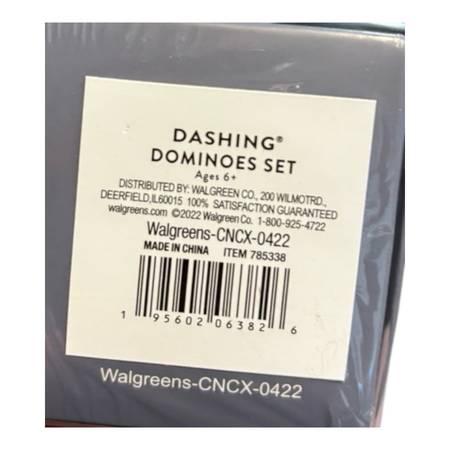 DASHING®
DOMINOES SET
Ages 6+
DISTRIBUTED BY: WALGREEN CO., 200 WILMOTRD.,
DEERFIELD,IL60015 100% SATISFACTION GUARANTEED
walgreens.com ©2022 Walgreen Co. 1-800-925-4722
Walgreens-CNCX-0422
MADE IN CHINA ITEM 785338
1 95602 06382 6
Walgreens-CNCX-0422